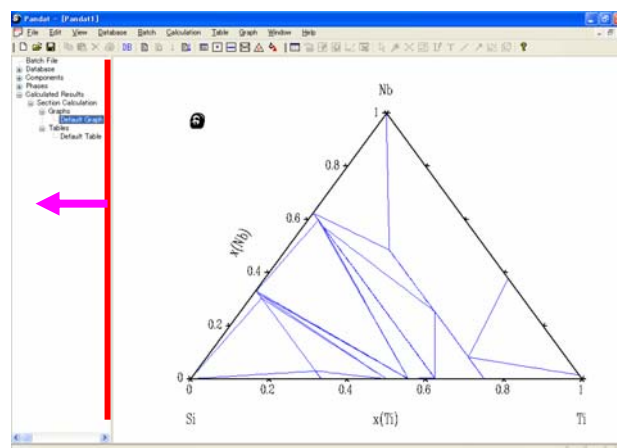 Pandat - [Pandat1]
File Edit View Database Batch Calculation Table Graph Window Help
DB
Batch File
Database
Components
Phases
Calculated Results
Section Calculation
Graphs
Default Graph
Tables
Default Table
Nb
1
0.8
0.6
x(Nb)
0.4
0.2
0
0 0.2 0.4 0.6 0.8 1
Si x(Ti) Ti